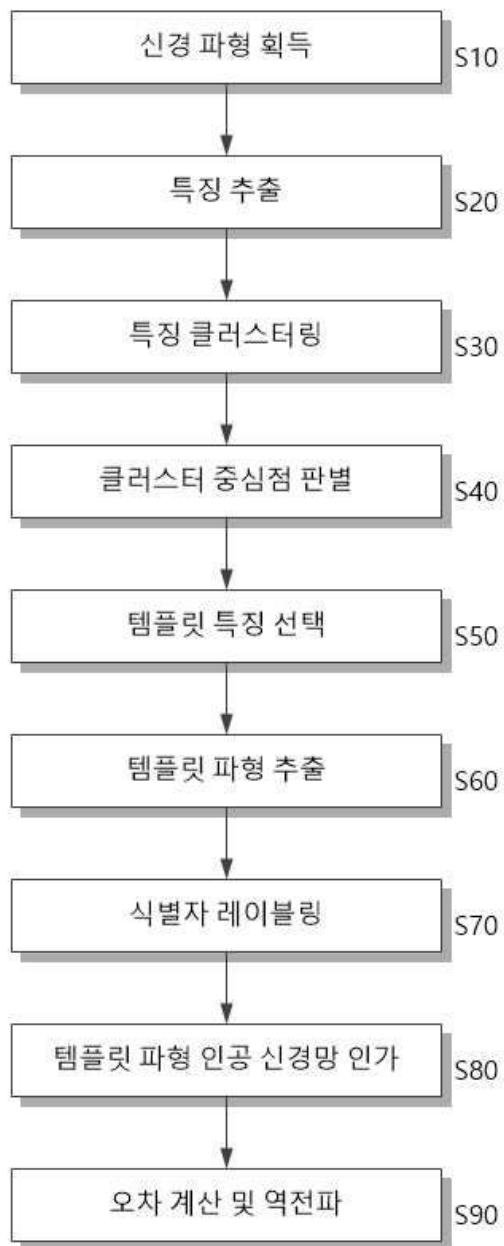 신경 파형 획득 S10
특징 추출 S20
특징 클러스터링 S30
클러스터 중심점 판별 S40
템플릿 특징 선택 S50
템플릿 파형 추출 S60
식별자 레이블링 S70
템플릿 파형 인공 신경망 인가 S80
오차 계산 및 역전파 S90